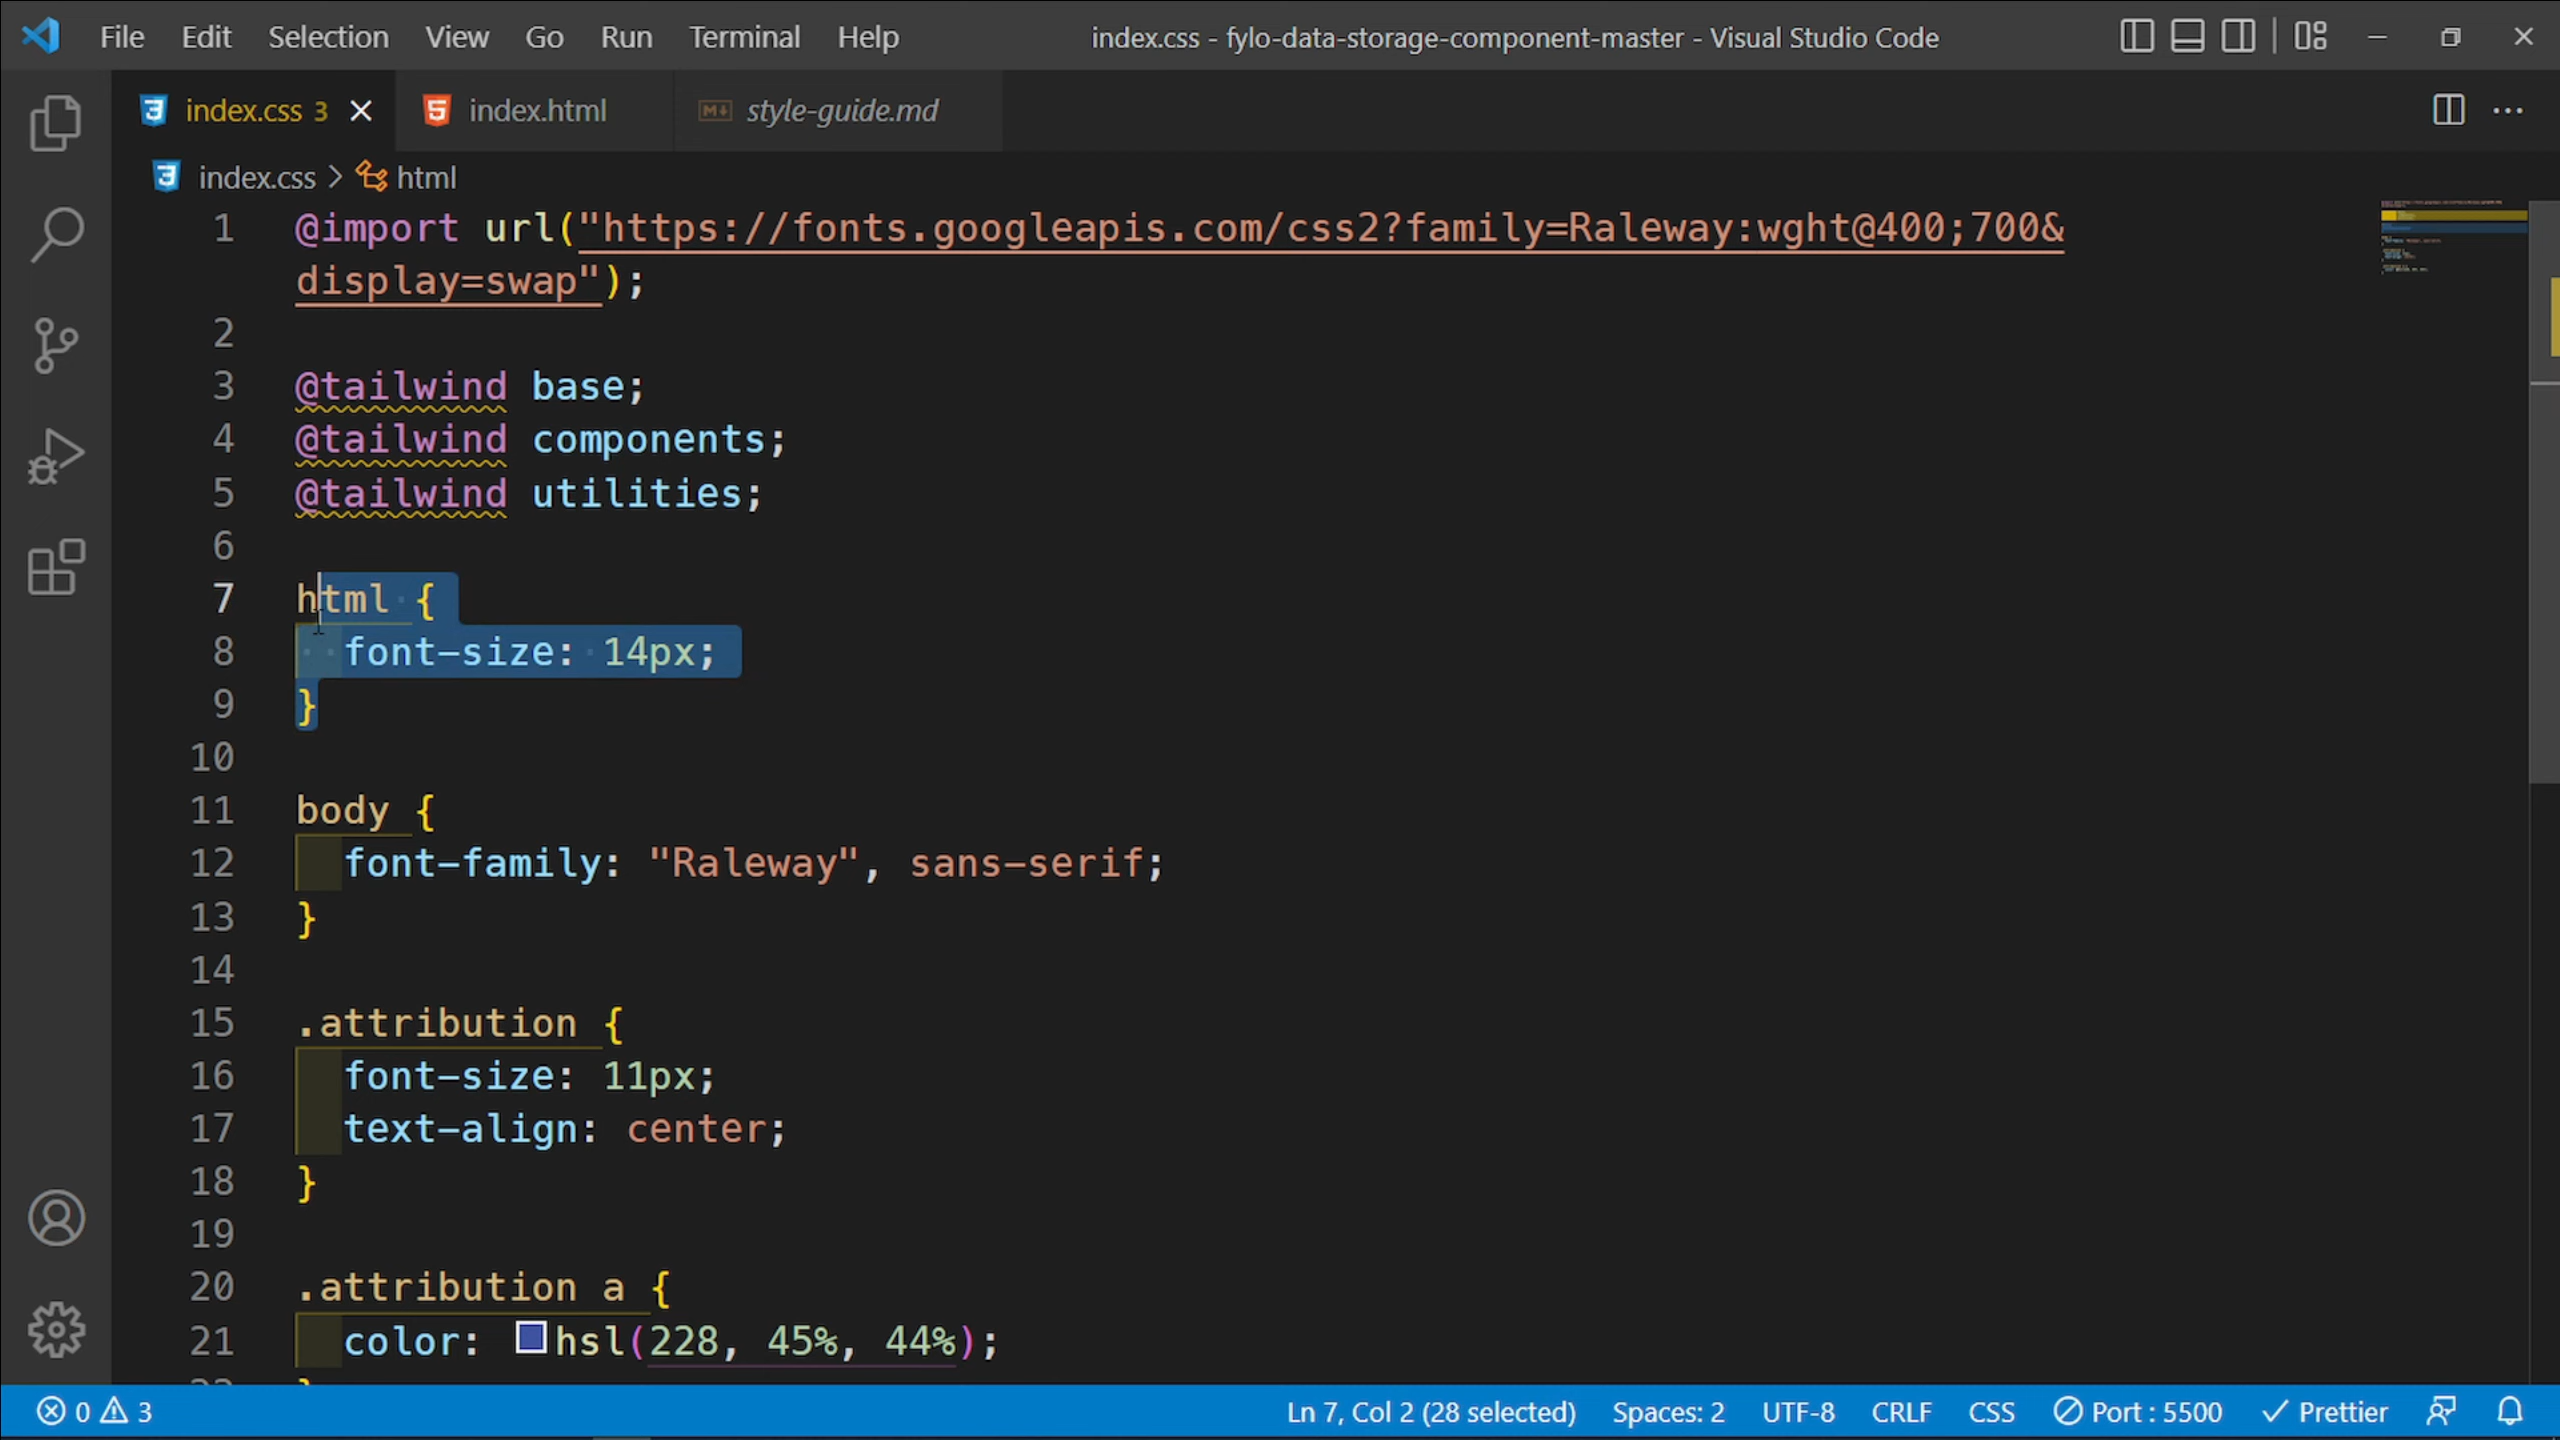 File Edit Selection View Go Run Terminal Help index.css - fylo-data-storage-component-master - Visual Studio Code
index.css 3 index.html style-guide.md
index.css > html
1 @import url("https://fonts.googleapis.com/css2?family=Raleway:wght@400;700&
display=swap");
2
3 @tailwind base;
4 @tailwind components;
5 @tailwind utilities;
6
7 html {
8 font-size: 14px;
9 }
10
11 body {
12 font-family: "Raleway", sans-serif;
13 }
14
15 .attribution {
16 font-size: 11px;
17 text-align: center;
18 }
19
20 .attribution a {
21 color: hsl(228, 45%, 44%);
0 3 Ln 7, Col 2 (28 selected) Spaces: 2 UTF-8 CRLF CSS Port : 5500 Prettier